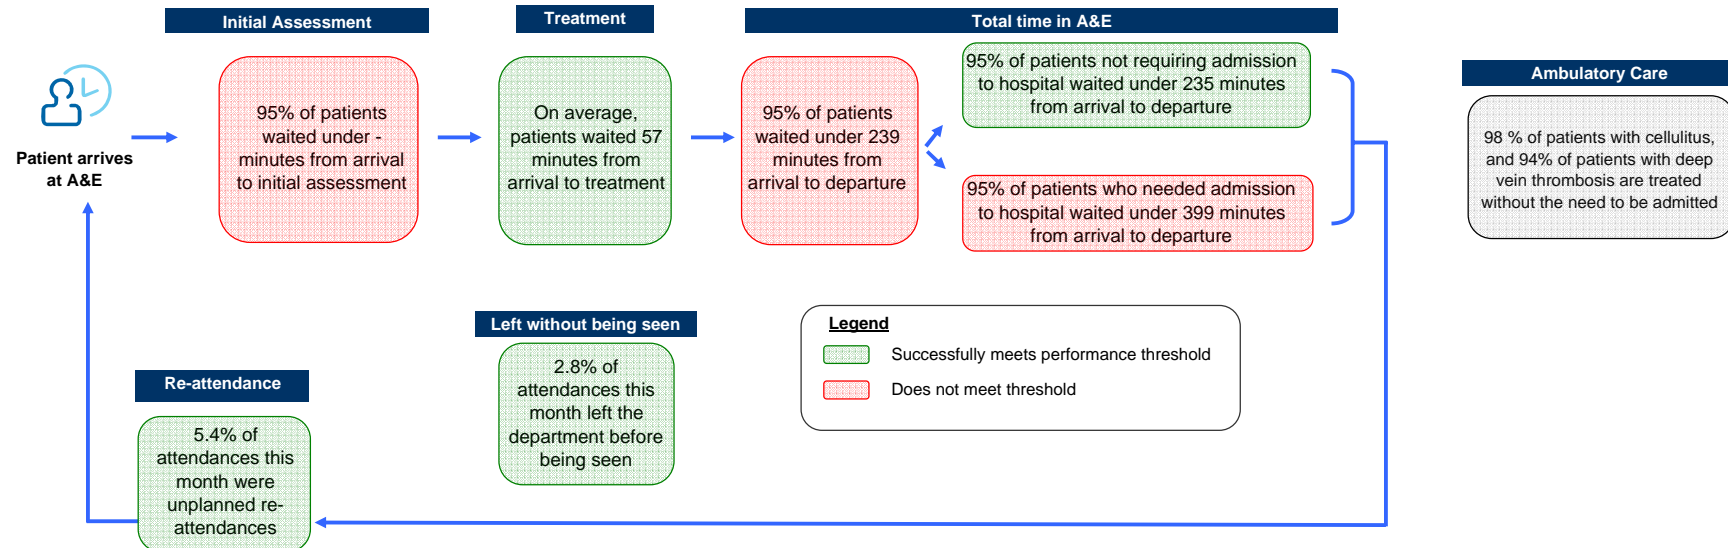 Initial Assessment
Treatment
Total time in A&E
Ambulatory Care
Patient arrives
at A&E
95% of patients
waited under -
minutes from arrival
to initial assessment
On average,
patients waited 57
minutes from
arrival to treatment
95% of patients
waited under 239
minutes from
arrival to departure
95% of patients not requiring admission
to hospital waited under 235 minutes
from arrival to departure
95% of patients who needed admission
to hospital waited under 399 minutes
from arrival to departure
98 % of patients with cellulitus,
and 94% of patients with deep
vein thrombosis are treated
without the need to be admitted
Left without being seen
2.8% of
attendances this
month left the
department before
being seen
Legend
Successfully meets performance threshold
Does not meet threshold
Re-attendance
5.4% of
attendances this
month were
unplanned re-
attendances